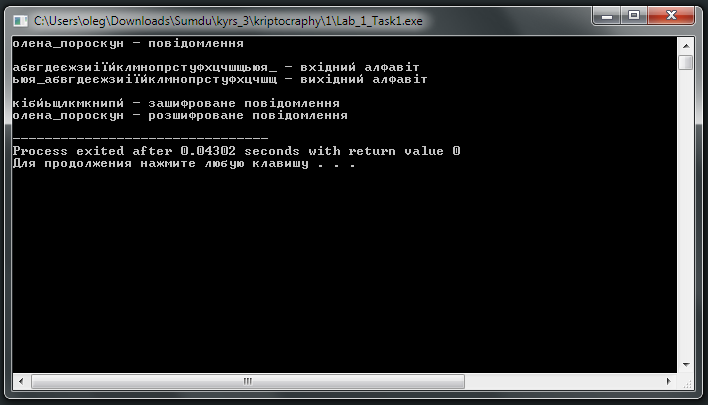 C:\Users\oleg\Downloads\Sumdu\kyrs_3\kriptocraphy\1\Lab_1_Task1.exe
олена_пороскун - повідомлення
абвгдеєжзиіїйклмнопрстуфхцчшщьюя_ - вхідний алфавіт
ьюя_абвгдеєжзиіїйклмнопрстуфхцчшщ - вихідний алфавіт
кібйьщлкмкнипй - зашифроване повідомлення
олена_пороскун - розшифроване повідомлення
--------------------------------
Process exited after 0.04302 seconds with return value 0
Для продолжения нажмите любую клавишу . . .